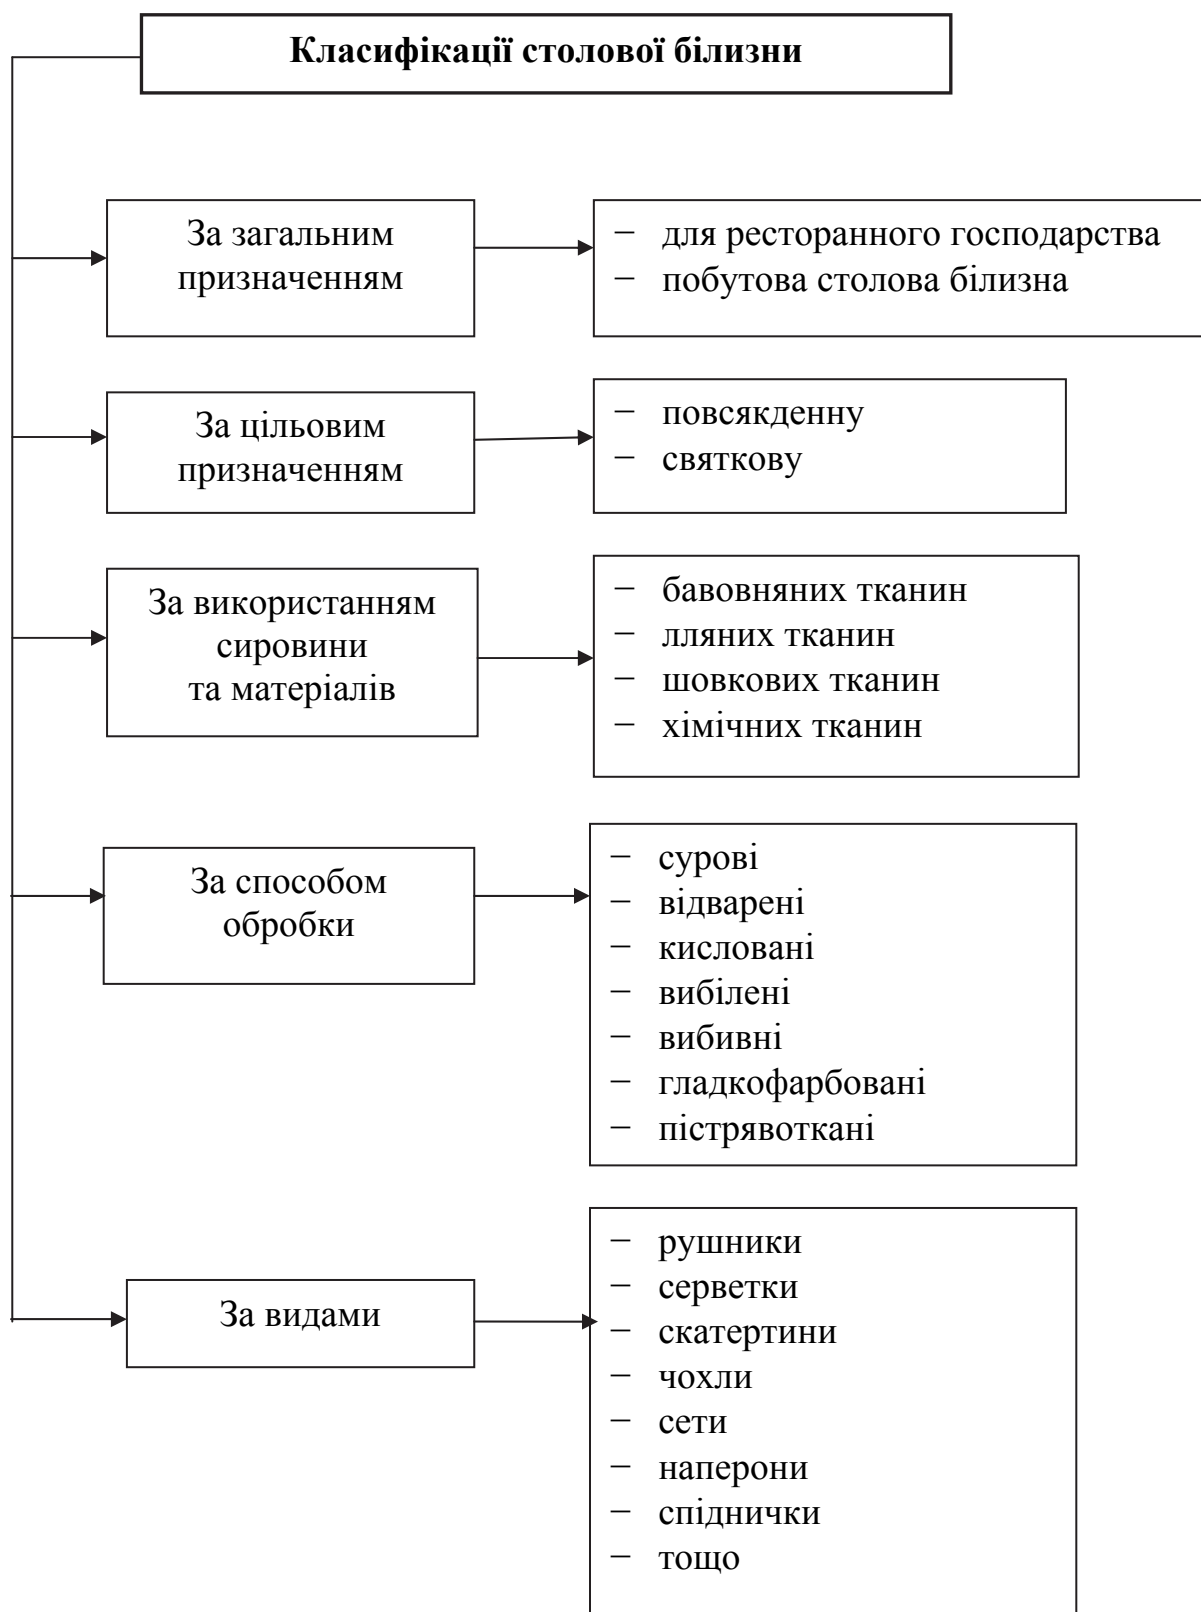 Класифікації столової білизни
За загальним
призначенням
− для ресторанного господарства
− побутова столова білизна
За цільовим
призначенням
− повсякденну
− святкову
За використанням
сировини
та матеріалів
− бавовняних тканин
− лляних тканин
− шовкових тканин
− хімічних тканин
За способом
обробки
− сурові
− відварені
− кисловані
− вибілені
− вибивні
− гладкофарбовані
− пістрявоткані
За видами
− рушники
− серветки
− скатертини
− чохли
− сети
− наперони
− спіднички
− тощо